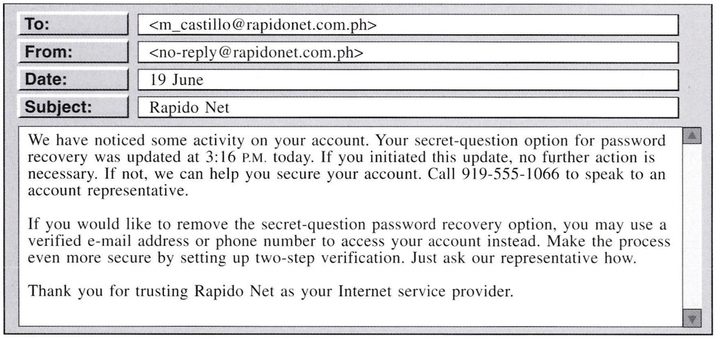 To: <m_castillo@rapidonet.com.ph>
From: <no-reply@rapidonet.com.ph>
Date: 19 June
Subject: Rapido Net
We have noticed some activity on your account. Your secret-question option for password
recovery was updated at 3:16 P.M. today. If you initiated this update, no further action is
necessary. If not, we can help you secure your account. Call 919-555-1066 to speak to an
account representative.
If you would like to remove the secret-question password recovery option, you may use a
verified e-mail address or phone number to access your account instead. Make the process
even more secure by setting up two-step verification. Just ask our representative how.
Thank you for trusting Rapido Net as your Internet service provider.